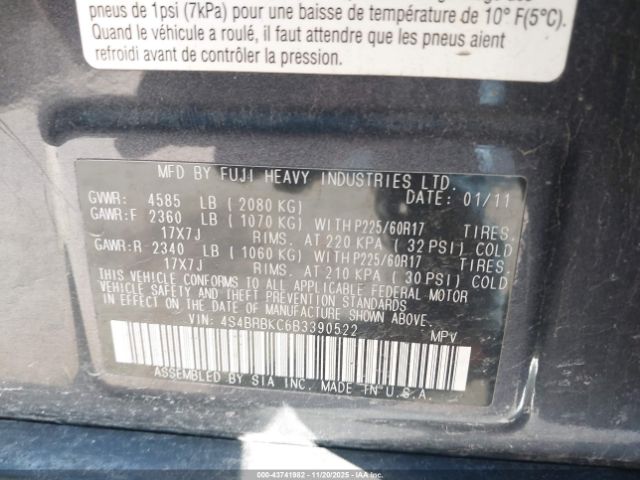 pneus de 1psi (7kPa) pour une baisse de température de 10° F(5°C).
Quand le véhicule a roulé, il faut attendre que les pneus aient
refroidi avant de contrôler la pression.
MFD BY FUJI HEAVY INDUSTRIES LTD.
GVWR: 4585 LB (2080 KG) DATE: 01/11
GAWR:F 2360 LB (1070 KG) WITH P225/60R17 TIRES,
17X7J RIMS. AT 220 KPA (32 PSI) COLD
GAWR:R 2340 LB (1060 KG) WITH P225/60R17 TIRES,
17X7J RIMS. AT 210 KPA (30 PSI) COLD
THIS VEHICLE CONFORMS TO ALL APPLICABLE FEDERAL MOTOR
VEHICLE SAFETY AND THEFT PREVENTION STANDARDS
IN EFFECT ON THE DATE OF MANUFACTURE SHOWN ABOVE.
VIN: 4S4BRBKC6B3390522 MPV
ASSEMBLED BY SIA INC. MADE IN U.S.A.
000-43741982 - 11/20/2025 - IAA Inc.